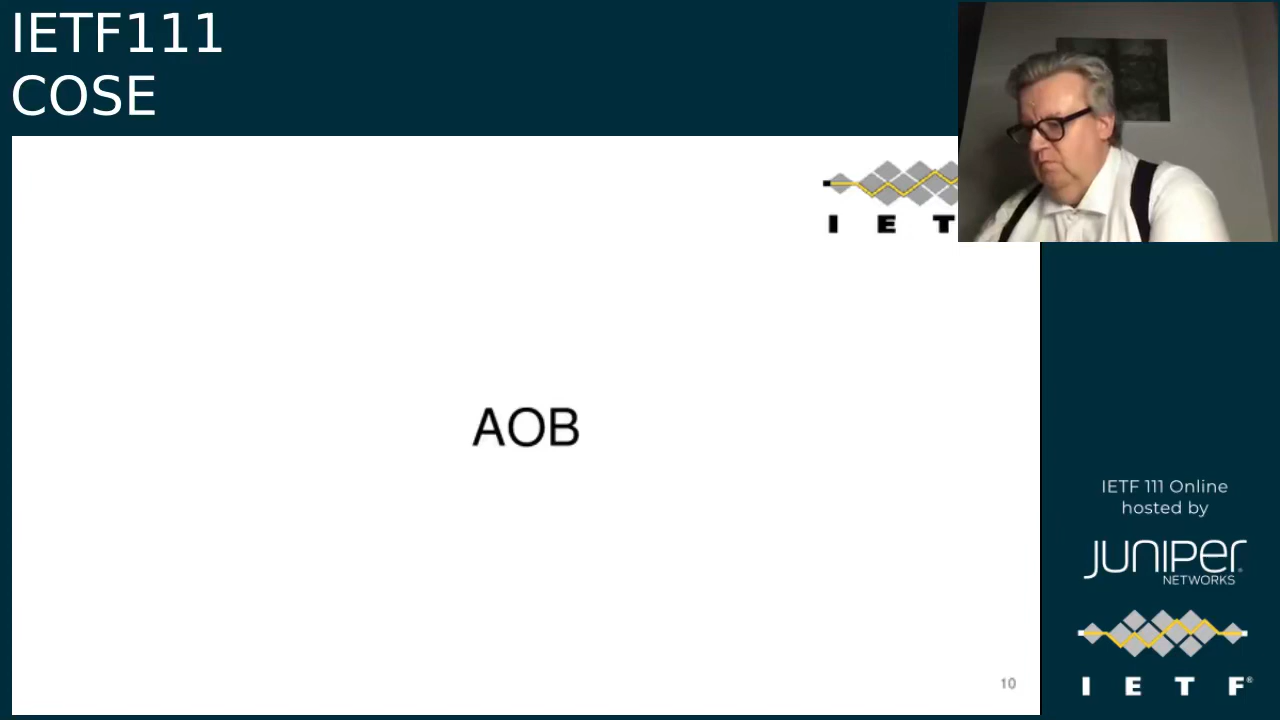 IETF111
COSE
I E T
AOB
10
IETF 111 Online
hosted by
JUNIPER
NETWORKS
I E T F®